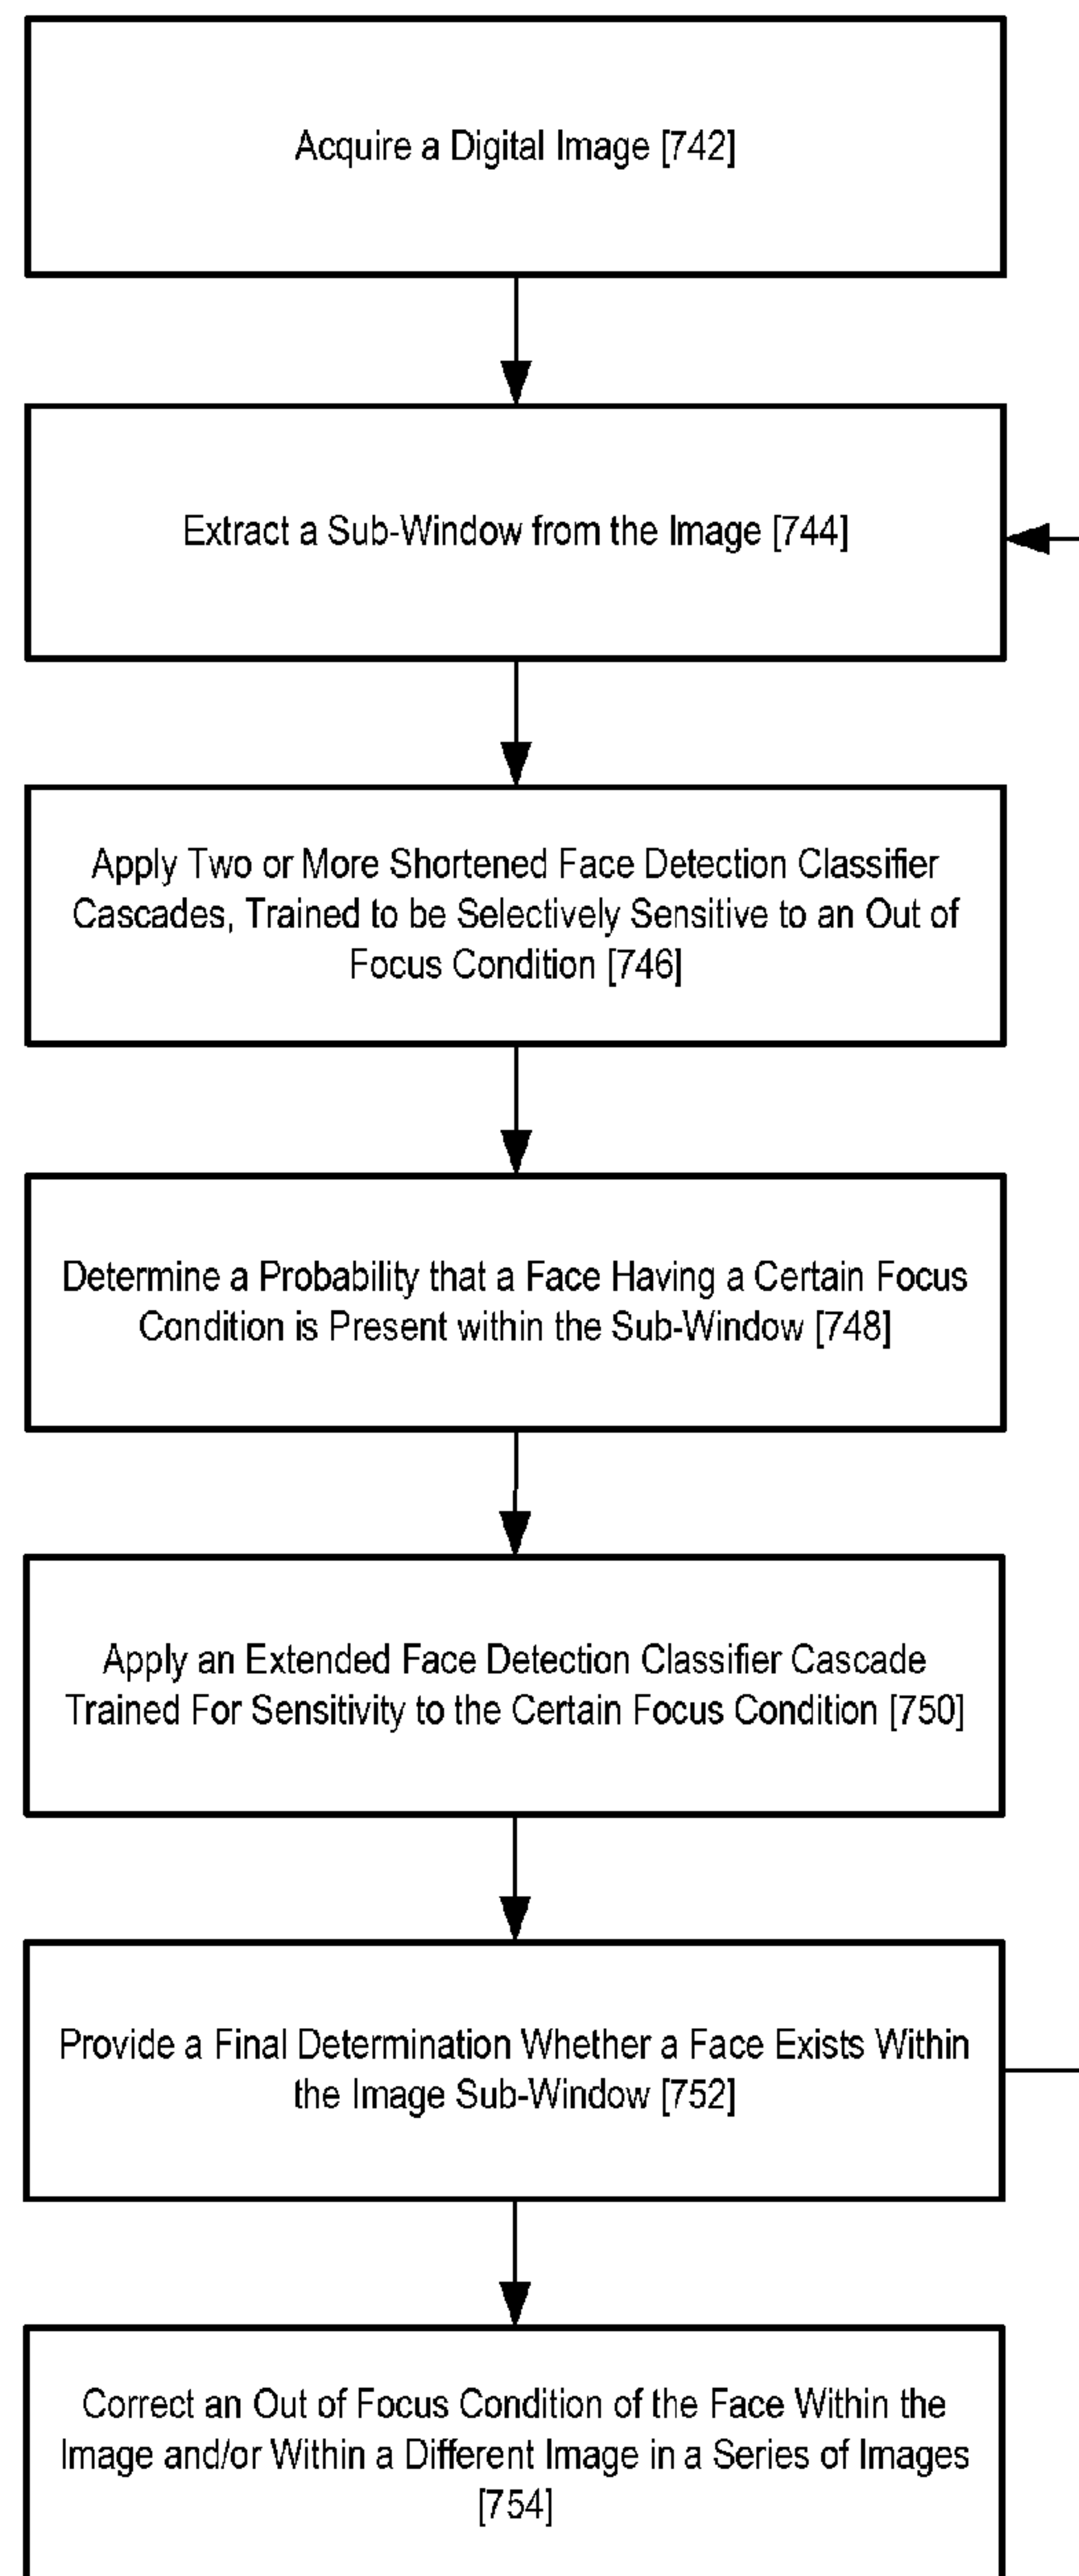 Acquire a Digital Image [742]
Extract a Sub-Window from the Image [744]
Apply Two or More Shortened Face Detection Classifier
Cascades, Trained to be Selectively Sensitive to an Out of
Focus Condition [746]
Determine a Probability that a Face Having a Certain Focus
Condition is Present within the Sub-Window [748]
Apply an Extended Face Detection Classifier Cascade
Trained For Sensitivity to the Certain Focus Condition [750]
Provide a Final Determination Whether a Face Exists Within
the Image Sub-Window [752]
Correct an Out of Focus Condition of the Face Within the
Image and/or Within a Different Image in a Series of Images
[754]